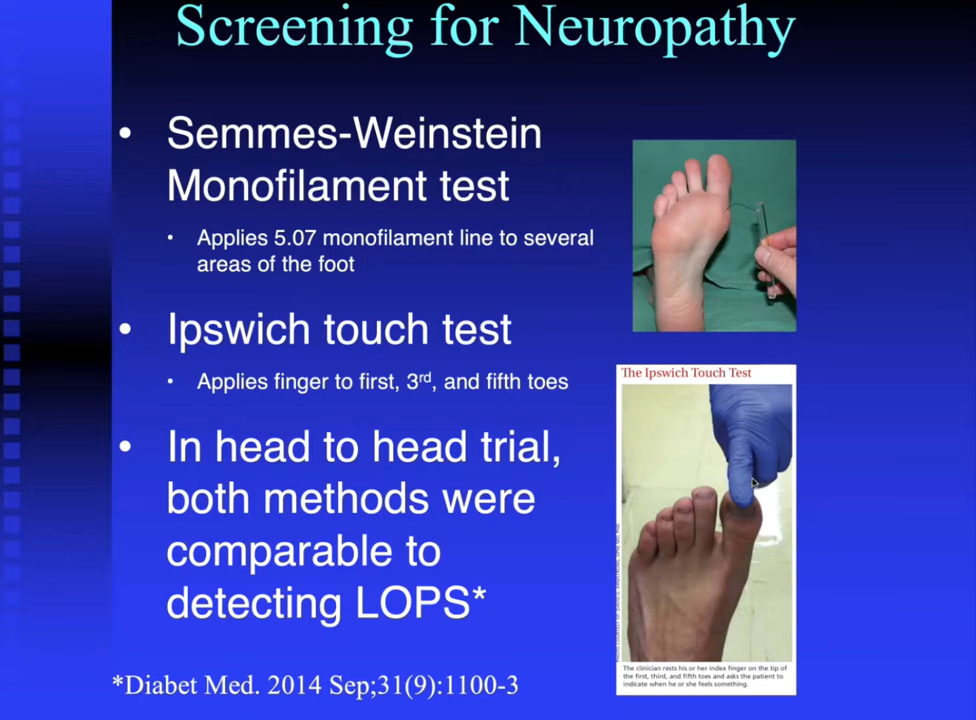 Screening for Neuropathy
• Semmes-Weinstein
Monofilament test
• Applies 5.07 monofilament line to several
areas of the foot
• Ipswich touch test
• Applies finger to first, 3rd, and fifth toes
• In head to head trial,
both methods were
comparable to
detecting LOPS*
*Diabet Med. 2014 Sep;31(9):1100-3
The Ipswich Touch Test
The clinician rests his or her index finger on the tip of
the first, third, and fifth toes and asks the patient to
indicate when he or she feels something.